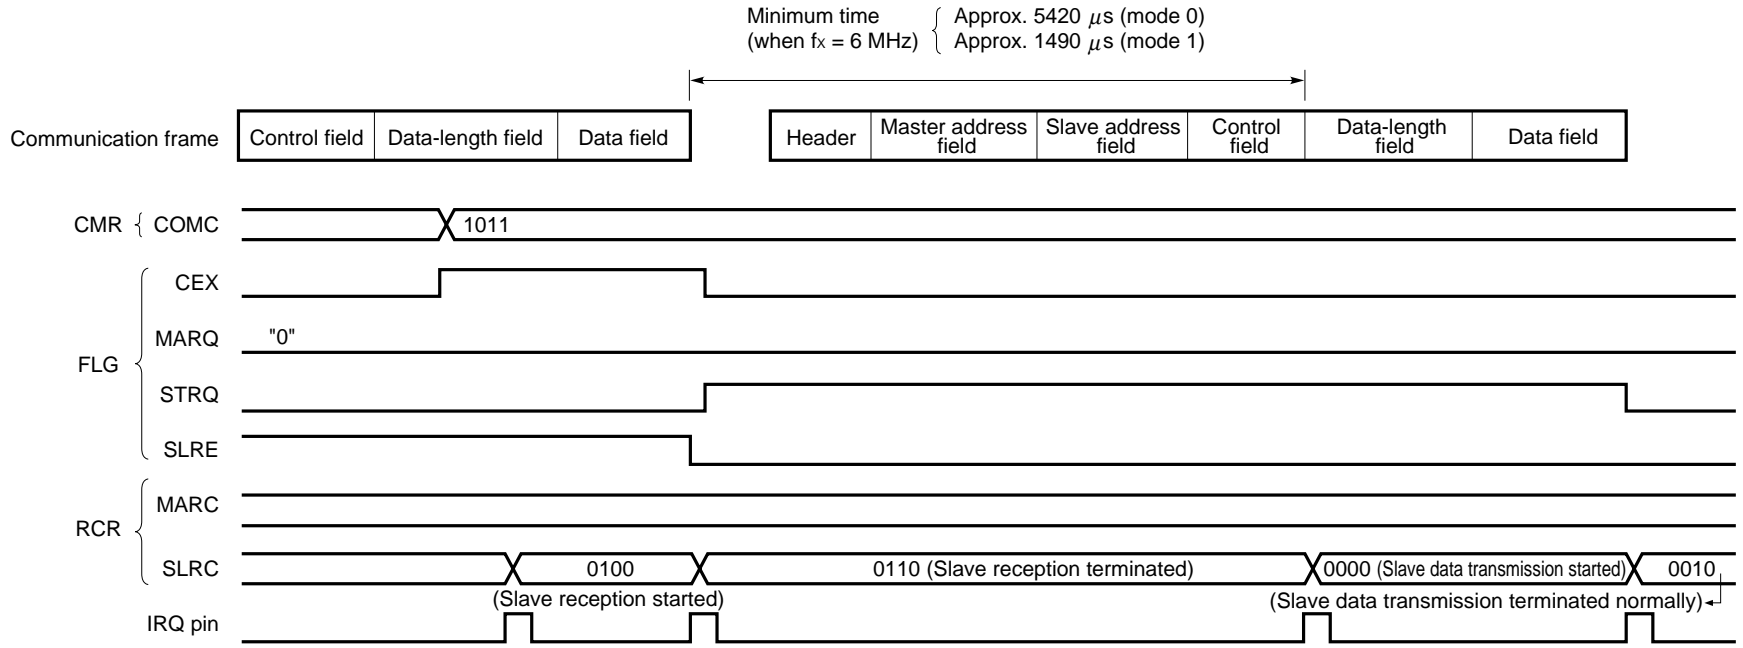 Minimum time
(when fx = 6 MHz)
Approx. 5420 μs (mode 0)
Approx. 1490 μs (mode 1)
Communication frame
Control field
Data-length field
Data field
Header
Master address
field
Slave address
field
Control
field
Data-length
field
Data field
CMR
COMC
1011
FLG
CEX
MARQ
"0"
STRQ
SLRE
RCR
MARC
SLRC
0100
0110 (Slave reception terminated)
0000 (Slave data transmission started)
0010
(Slave reception started)
(Slave data transmission terminated normally)
IRQ pin